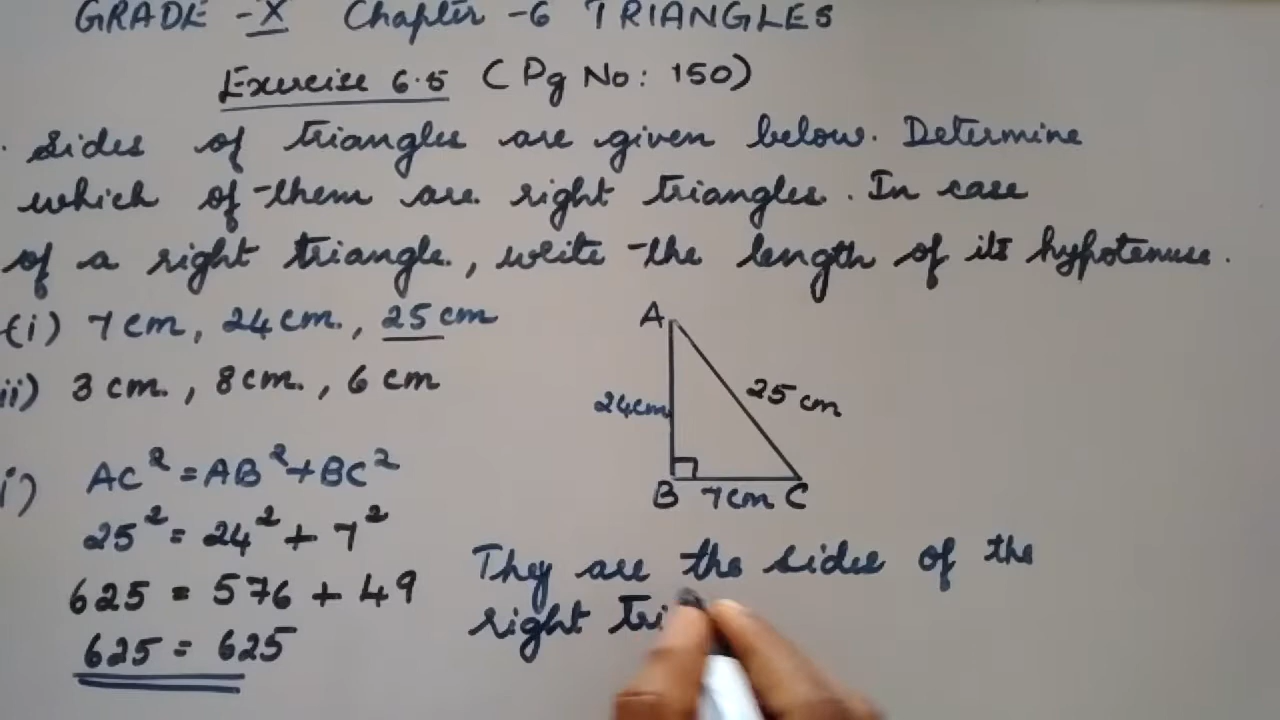 GRADE - X Chapter - 6 TRIANGLES
Exercise 6.5 (Pg No: 150)
. Sides of triangles are given below. Determine
which of them are right triangles. In case
of a right triangle, write the length of its hypotenuse.
(i) 7 cm, 24 cm., 25 cm
ii) 3 cm., 8 cm., 6 cm
A
24cm
25 cm
B 7cm C
i) AC² = AB² + BC²
25² = 24² + 7²
625 = 576 + 49
625 = 625
They are the sides of the
right tri